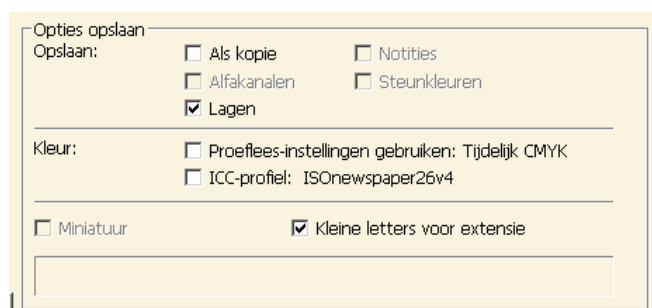 Opties opslaan
Opslaan: Als kopie Notities
Alfakanalen Steunkleuren
Lagen
Kleur: Proeflees-instellingen gebruiken: Tijdelijk CMYK
ICC-profiel: ISOnewspaper26v4
Miniatuur Kleine letters voor extensie